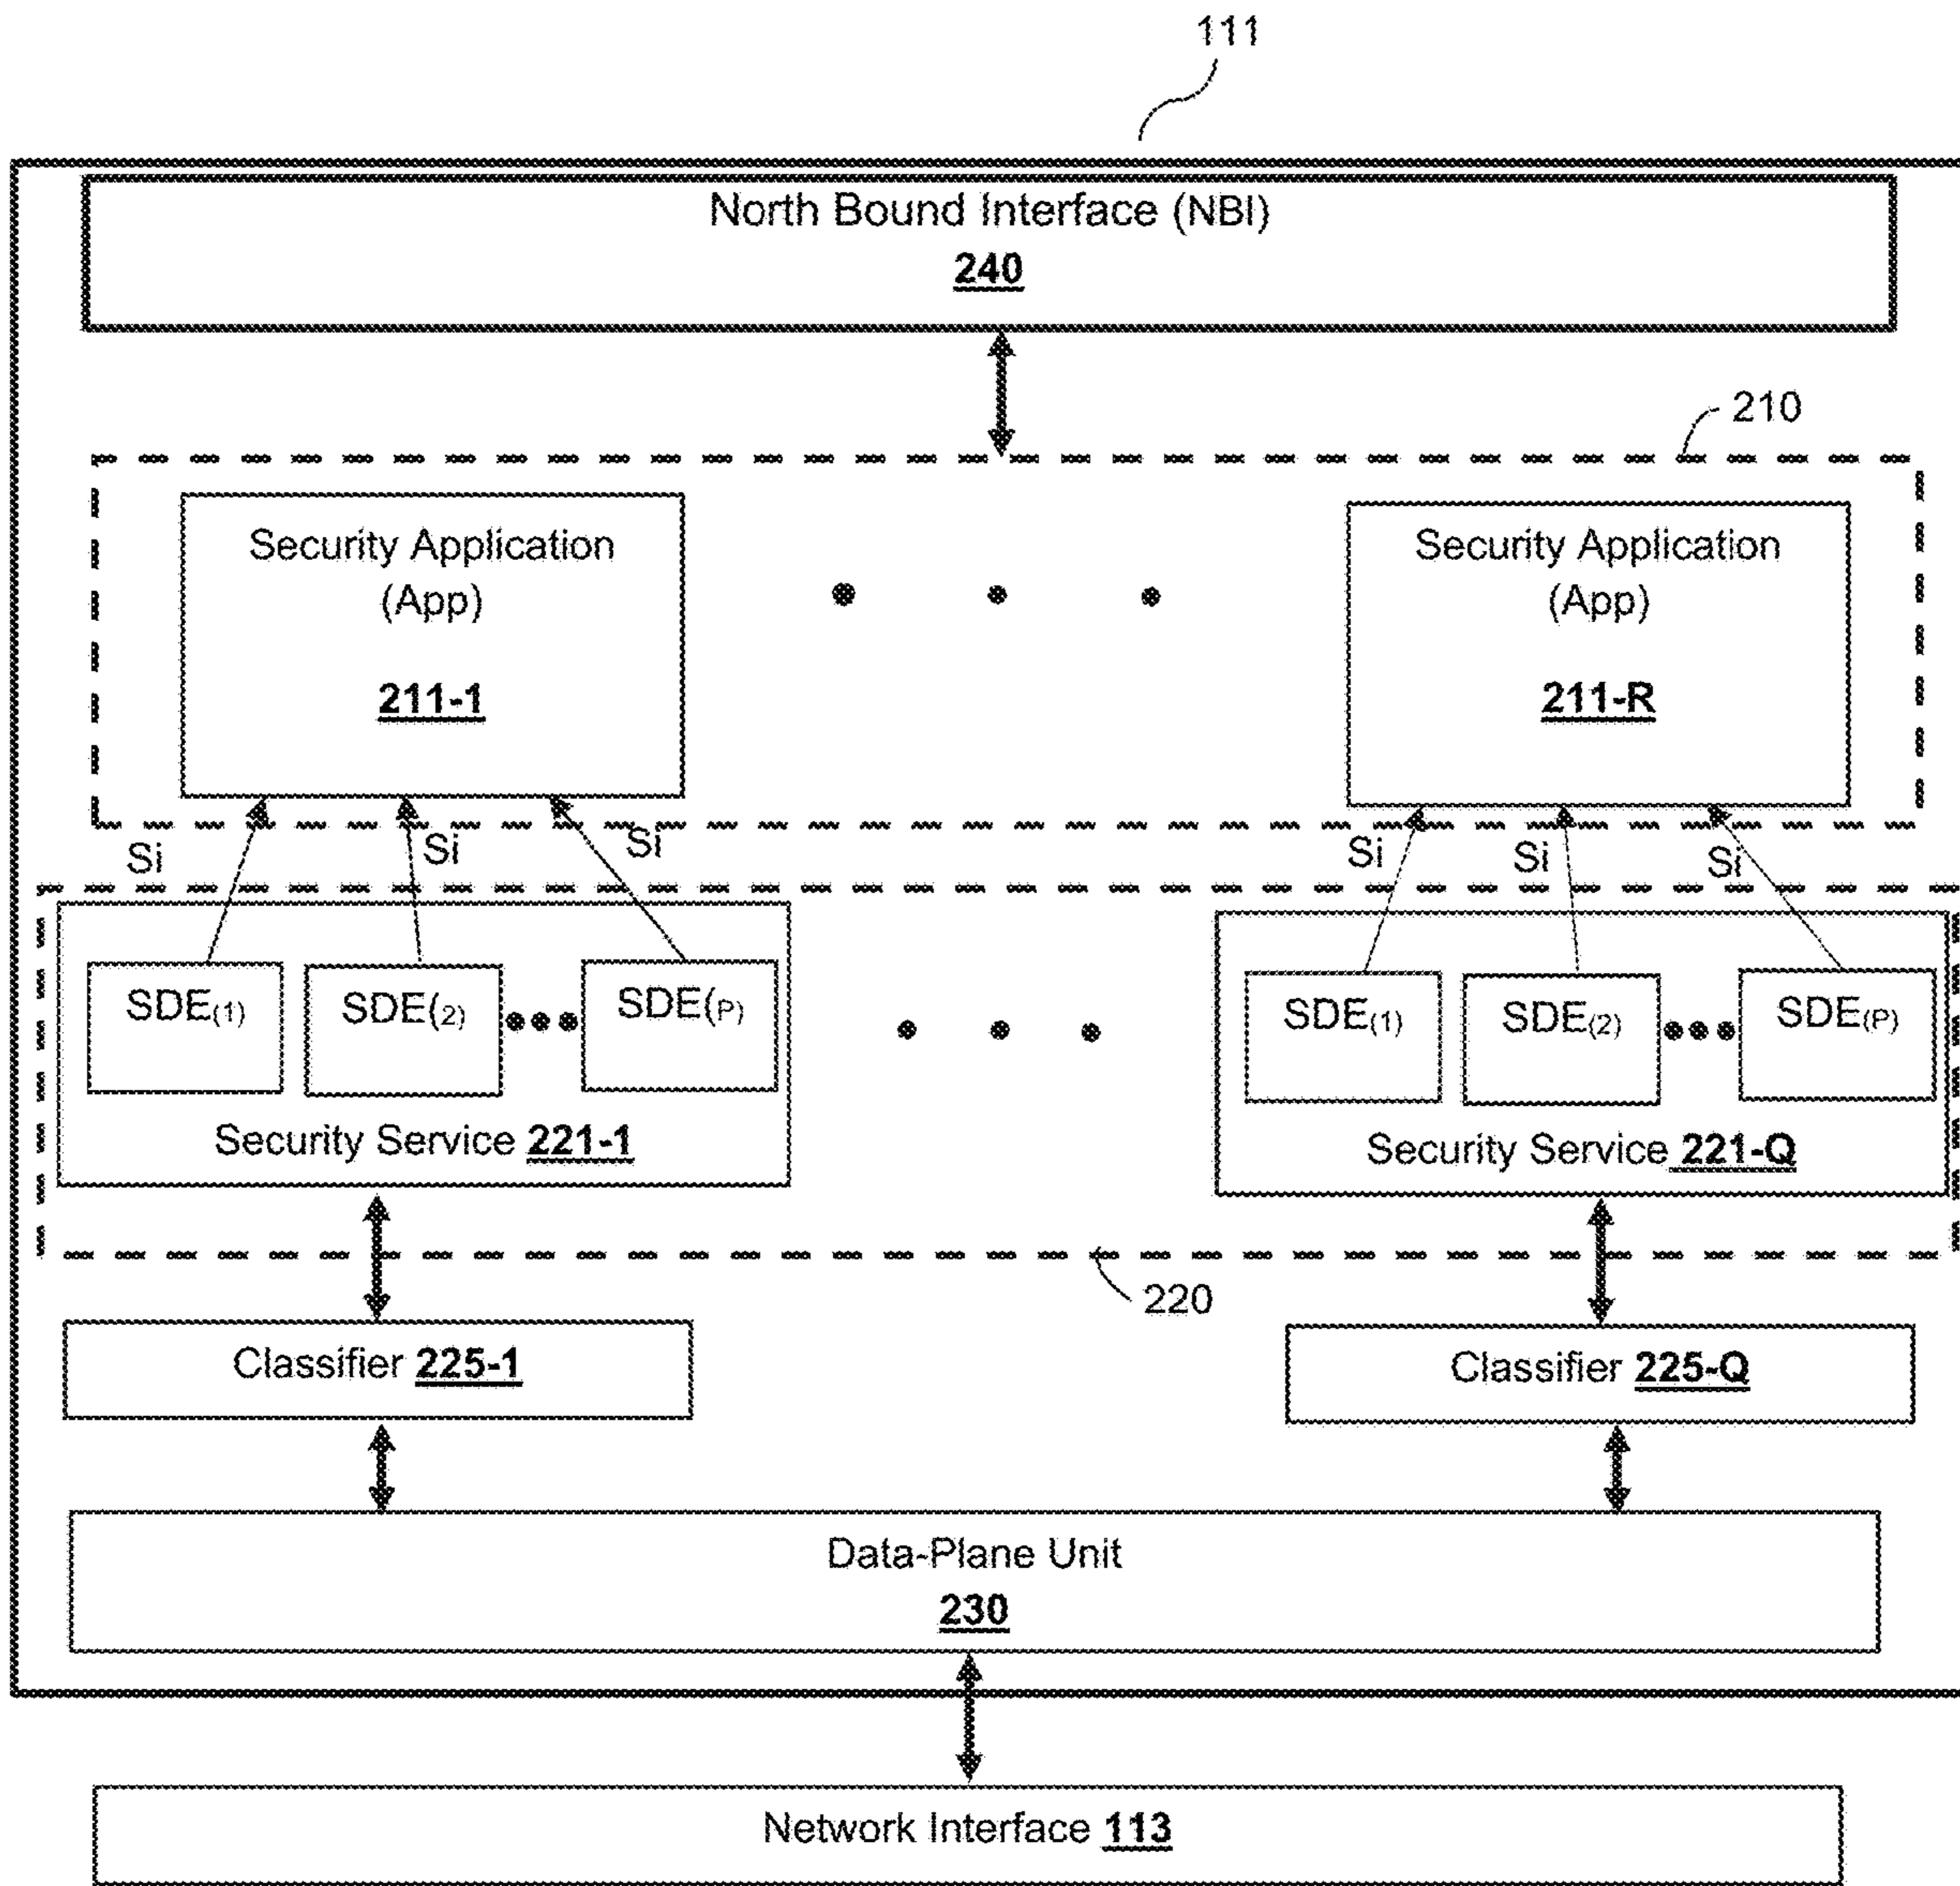 111
North Bound Interface (NBI)
240
210
Security Application
(App)
211-1
Security Application
(App)
211-R
Si
Si
Si
Si
Si
Si
SDE(1)
SDE(2)
SDE(P)
SDE(1)
SDE(2)
SDE(P)
Security Service 221-1
Security Service 221-Q
220
Classifier 225-1
Classifier 225-Q
Data-Plane Unit
230
Network Interface 113